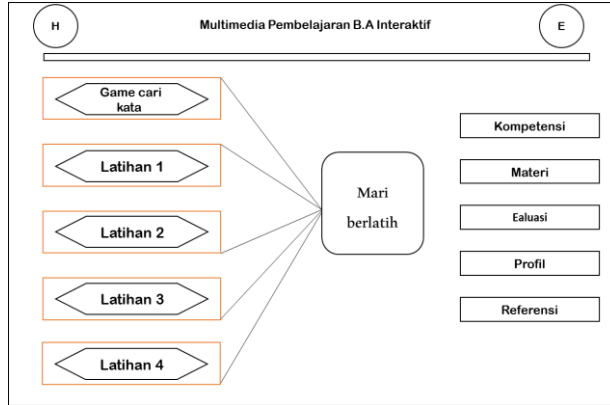 H
Multimedia Pembelajaran B.A Interaktif
E
Game cari
kata
Latihan 1
Latihan 2
Latihan 3
Latihan 4
Mari
berlatih
Kompetensi
Materi
Ealuasi
Profil
Referensi